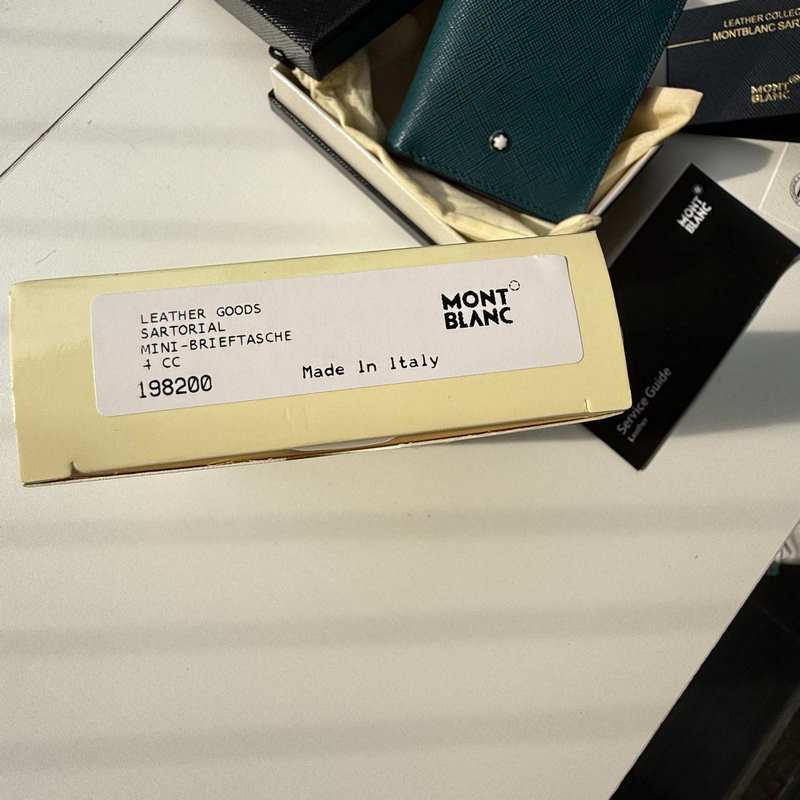 LEATHER COLLEC
MONTBLANC SAR
MONT
BLANC
MONT
BLANC
LEATHER GOODS
SARTORIAL
MINI-BRIEFTASCHE
4 CC
198200
Made In Italy
MONT
BLANC
Service Guide
Leather